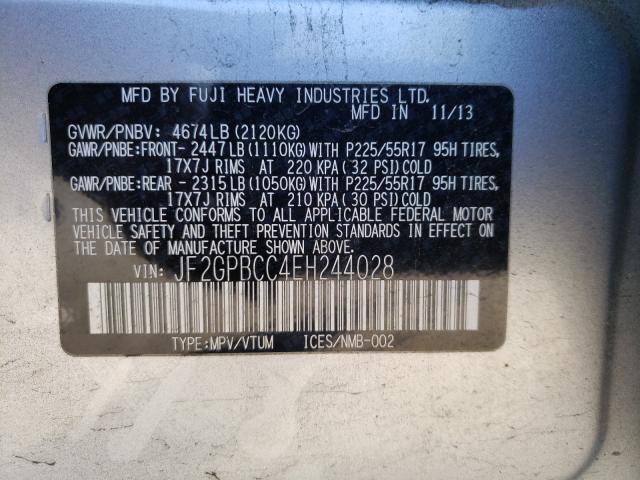 MFD BY FUJI HEAVY INDUSTRIES LTD.
MFD IN 11/13
GVWR/PNBV: 4674LB(2120KG)
GAWR/PNBE:FRONT- 2447LB(1110KG)WITH P225/55R17 95H TIRES,
17X7J RIMS AT 220 KPA(32 PSI)COLD
GAWR/PNBE:REAR - 2315LB(1050KG)WITH P225/55R17 95H TIRES,
17X7J RIMS AT 210 KPA(30 PSI)COLD
THIS VEHICLE CONFORMS TO ALL APPLICABLE FEDERAL MOTOR
VEHICLE SAFETY AND THEFT PREVENTION STANDARDS IN EFFECT
ON THE DATE OF MANUFACTURE SHOWN ABOVE.
VIN: JF2GPBCC4EH244028
TYPE:MPV/VTUM ICES/NMB-002